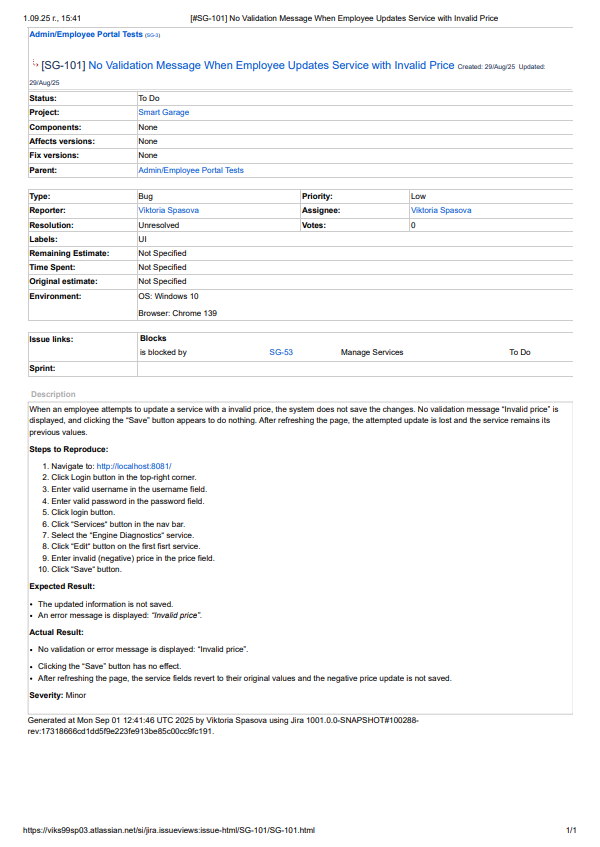 1.09.25 г., 15:41 [#SG-101] No Validation Message When Employee Updates Service with Invalid Price
Admin/Employee Portal Tests (SG-3)
[SG-101] No Validation Message When Employee Updates Service with Invalid Price Created: 29/Aug/25 Updated:
29/Aug/25
Status: To Do
Project: Smart Garage
Components: None
Affects versions: None
Fix versions: None
Parent: Admin/Employee Portal Tests
Type: Bug Priority: Low
Reporter: Viktoria Spasova Assignee: Viktoria Spasova
Resolution: Unresolved Votes: 0
Labels: UI
Remaining Estimate: Not Specified
Time Spent: Not Specified
Original estimate: Not Specified
Environment: OS: Windows 10
Browser: Chrome 139
Issue links: Blocks
is blocked by SG-53 Manage Services To Do
Sprint:
Description
When an employee attempts to update a service with a invalid price, the system does not save the changes. No validation message “Invalid price” is
displayed, and clicking the “Save” button appears to do nothing. After refreshing the page, the attempted update is lost and the service remains its
previous values.
Steps to Reproduce:
1. Navigate to: http://localhost:8081/
2. Click Login button in the top-right corner.
3. Enter valid username in the username field.
4. Enter valid password in the password field.
5. Click login button.
6. Click “Services” button in the nav bar.
7. Select the “Engine Diagnostics” service.
8. Click “Edit” button on the first fisrt service.
9. Enter invalid (negative) price in the price field.
10. Click “Save” button.
Expected Result:
• The updated information is not saved.
• An error message is displayed: “Invalid price”.
Actual Result:
• No validation or error message is displayed: “Invalid price”.
• Clicking the “Save” button has no effect.
• After refreshing the page, the service fields revert to their original values and the negative price update is not saved.
Severity: Minor
Generated at Mon Sep 01 12:41:46 UTC 2025 by Viktoria Spasova using Jira 1001.0.0-SNAPSHOT#100288-
rev:17318666cd1dd5f9e223fe913be85c00cc9fc191.
https://viks99sp03.atlassian.net/si/jira.issueviews:issue-html/SG-101/SG-101.html 1/1